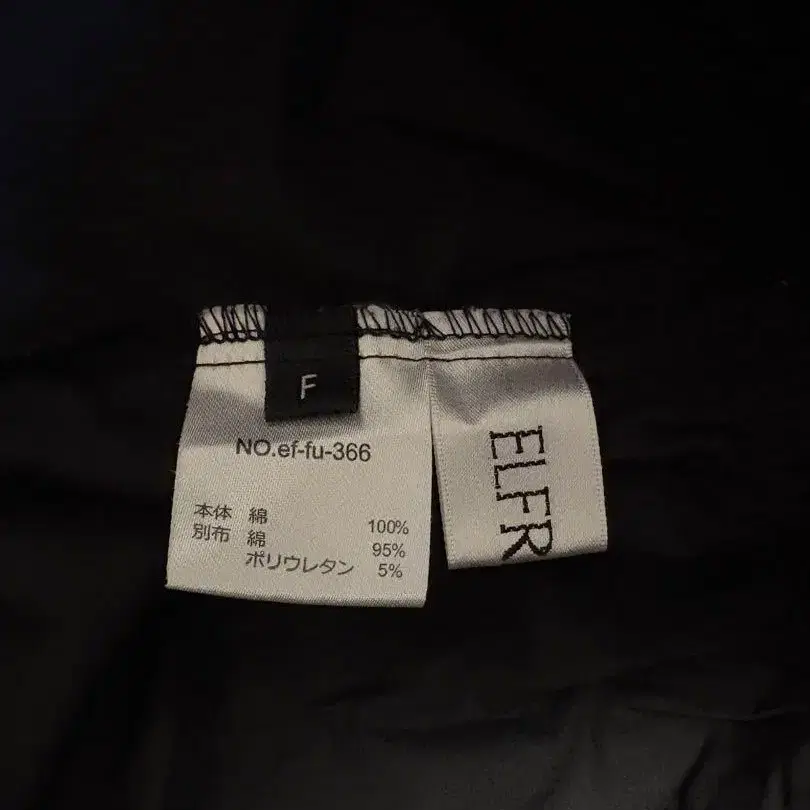 F
NO.ef-fu-366
本体 綿 100%
別布 綿 95%
ポリウレタン 5%
ELFR